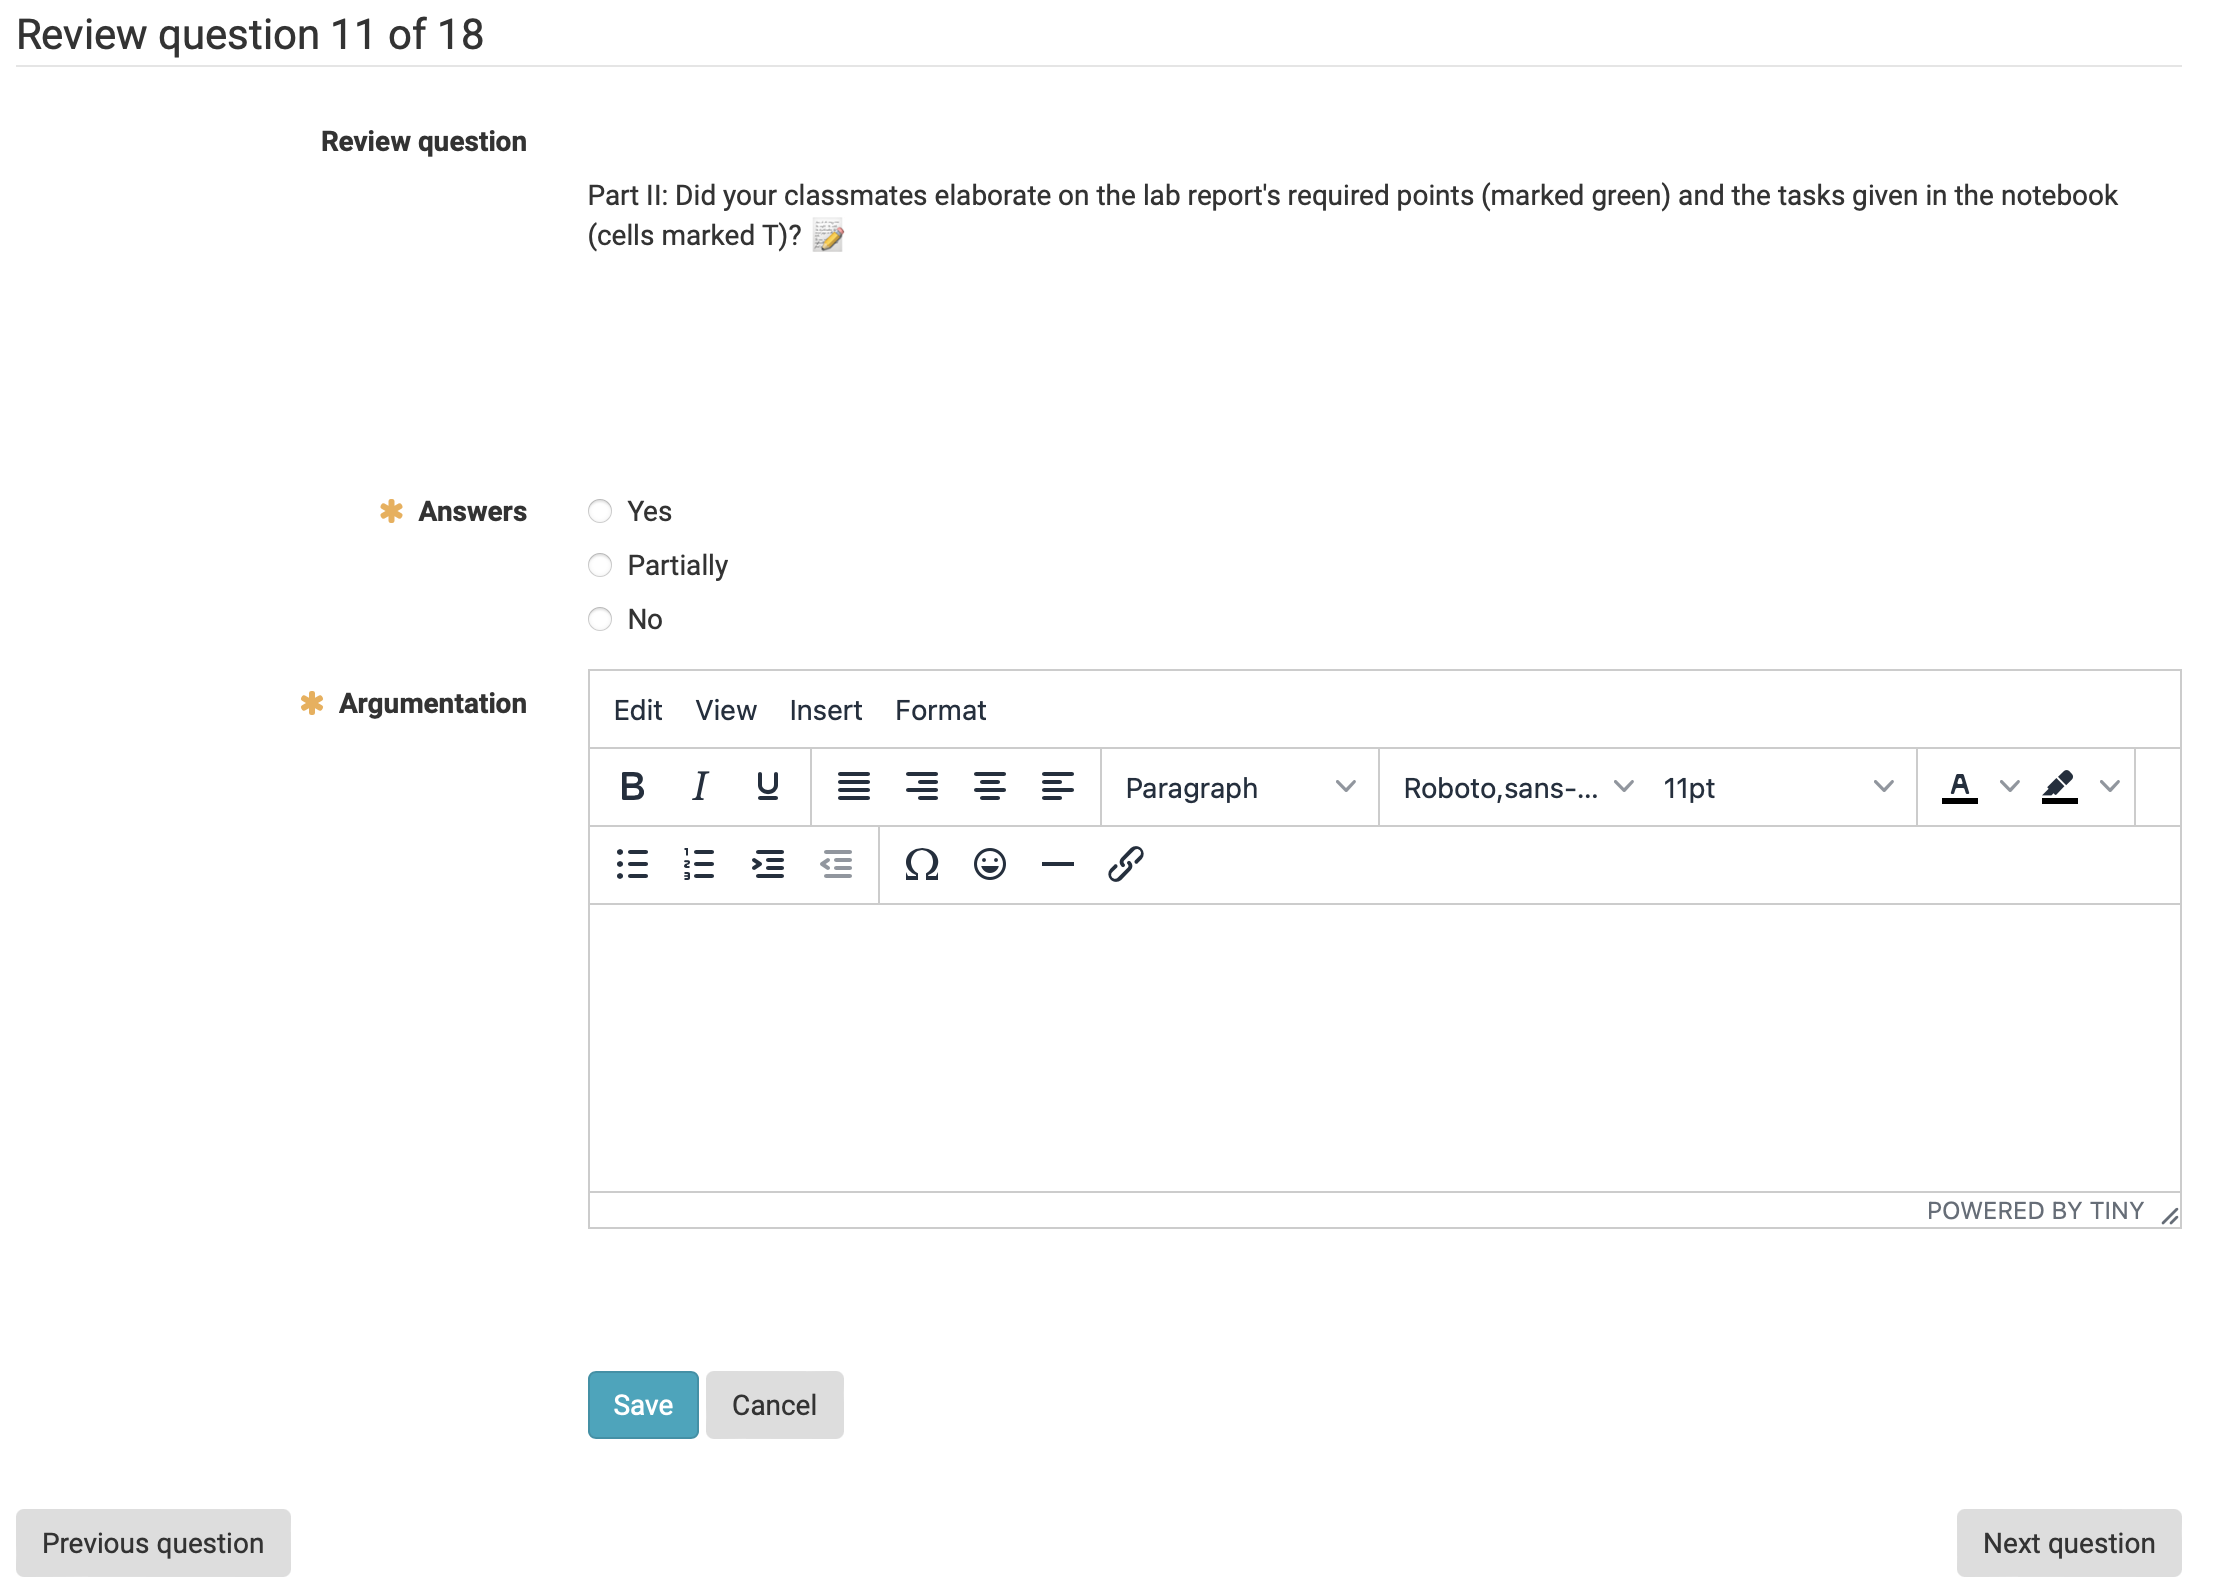 Review question 11 of 18
Review question
Part II: Did your classmates elaborate on the lab report's required points (marked green) and the tasks given in the notebook
(cells marked T)? 📝
* Answers
Yes
Partially
No
* Argumentation
Edit View Insert Format
B I U Paragraph Roboto,sans-... 11pt A
Ω
POWERED BY TINY
Save Cancel
Previous question Next question